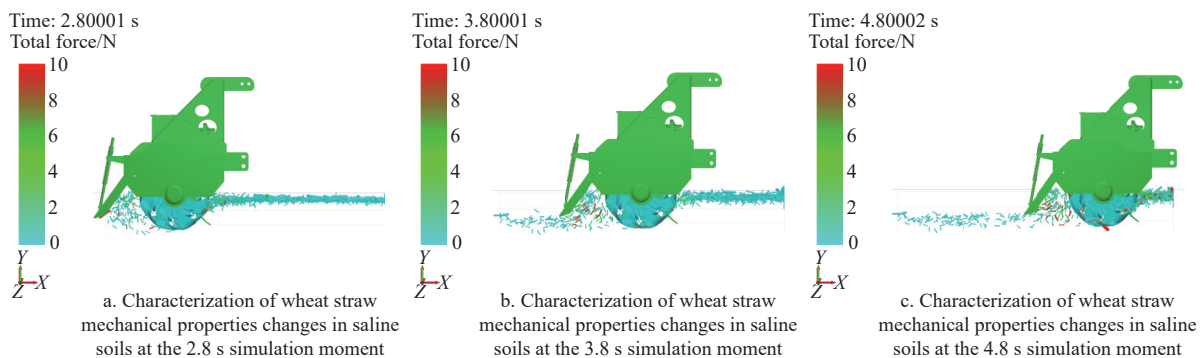 Time: 2.80001 s
Total force/N
10
8
6
4
2
0
Y
Z
X
a. Characterization of wheat straw
mechanical properties changes in saline
soils at the 2.8 s simulation moment
Time: 3.80001 s
Total force/N
10
8
6
4
2
0
Y
Z
X
b. Characterization of wheat straw
mechanical properties changes in saline
soils at the 3.8 s simulation moment
Time: 4.80002 s
Total force/N
10
8
6
4
2
0
Y
Z
X
c. Characterization of wheat straw
mechanical properties changes in saline
soils at the 4.8 s simulation moment